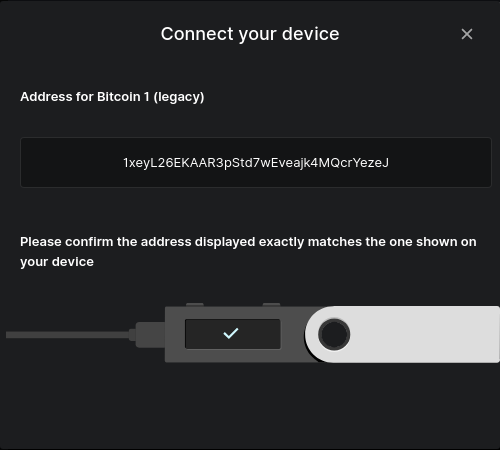 Connect your device
Address for Bitcoin 1 (legacy)
1xeyL26EKAAR3pStd7wEveajk4MQcrYezeJ
Please confirm the address displayed exactly matches the one shown on
your device